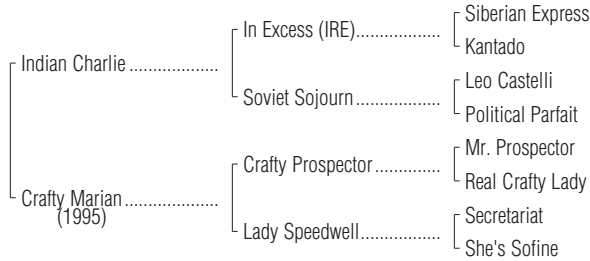 Siberian Express
In Excess (IRE)..................
Kantado
Indian Charlie ...................
Leo Castelli
Soviet Sojourn ..................
Political Parfait
Mr. Prospector
Crafty Prospector..............
Real Crafty Lady
Crafty Marian ....................
(1995)
Secretariat
Lady Speedwell.................
She's Sofine